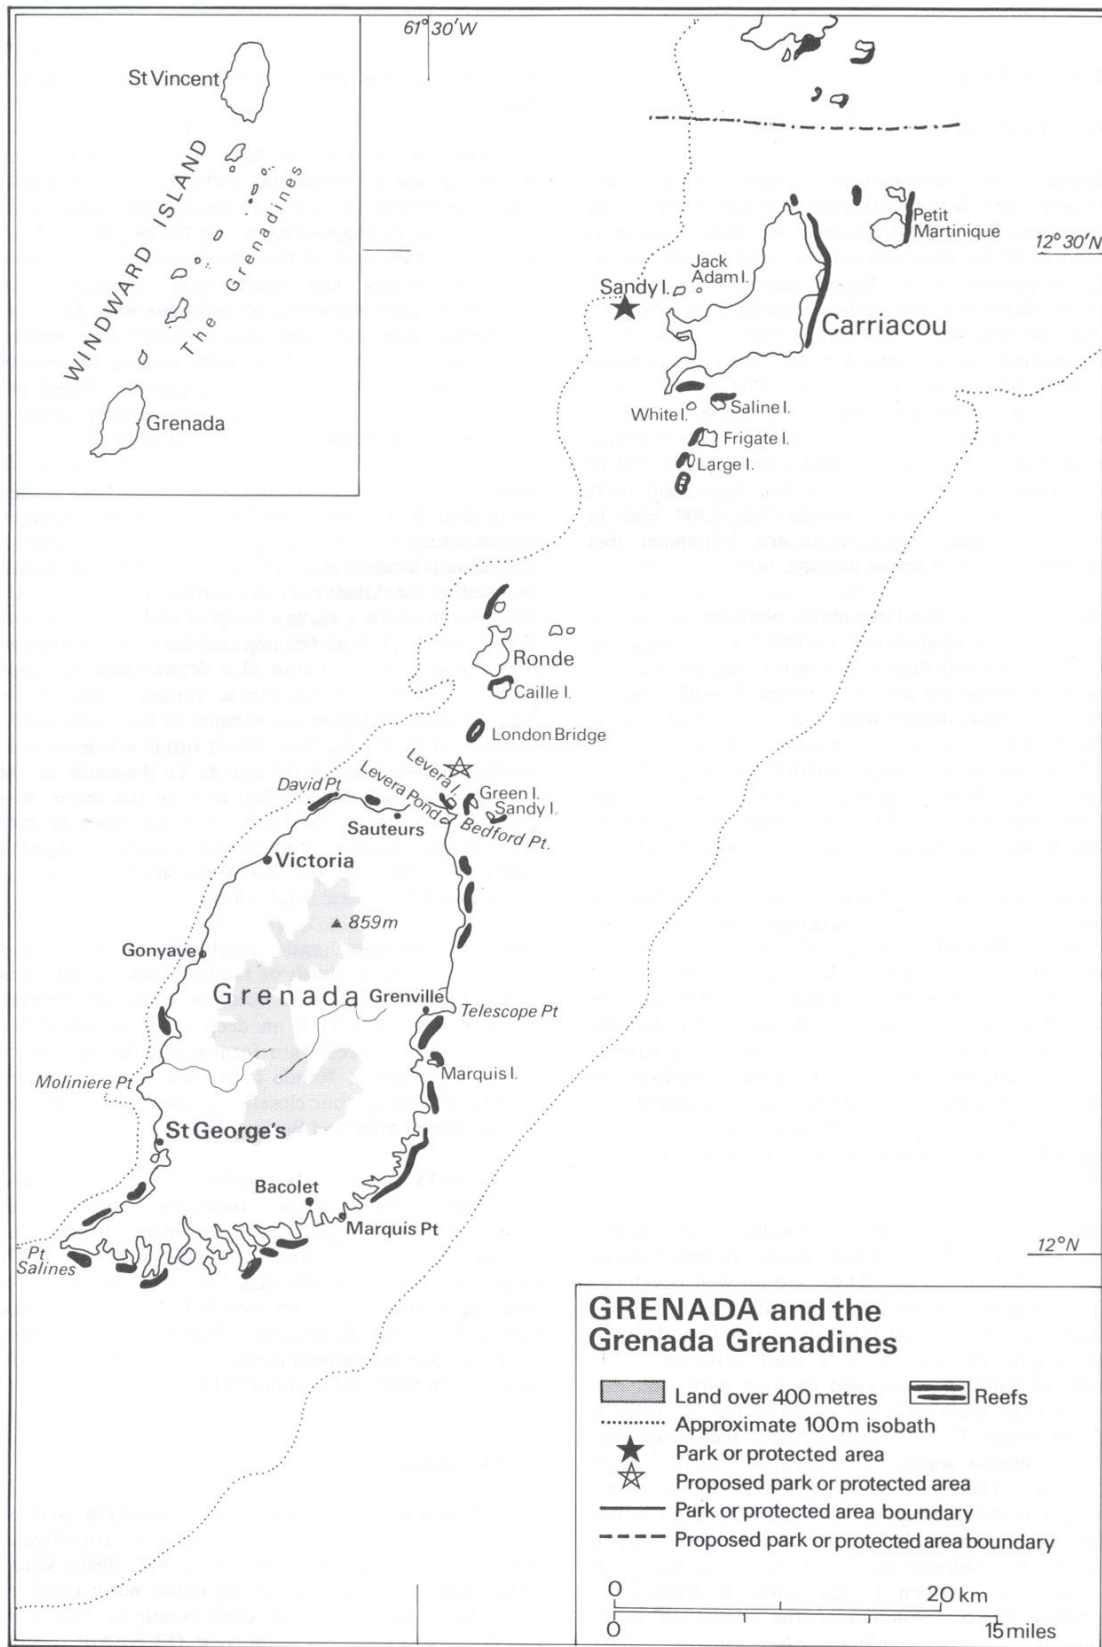 61°30′W
St Vincent
WINDWARD ISLAND
The Grenadines
Grenada
Petit
Martinique
12°30′N
Jack
Adam I.
Sandy I.
Carriacou
White I.
Saline I.
Frigate I.
Large I.
Ronde
Caille I.
London Bridge
Levera I.
Levera Pond
David Pt
Green I.
Sandy I.
Sauteurs
Bedford Pt.
Victoria
859m
Gonyave
Grenada
Grenville
Telescope Pt
Marquis I.
Moliniere Pt
St George's
Bacolet
Marquis Pt
Pt
Salines
12°N
GRENADA and the
Grenada Grenadines
Land over 400 metres
Reefs
Approximate 100m isobath
Park or protected area
Proposed park or protected area
Park or protected area boundary
Proposed park or protected area boundary
0 20 km
0 15 miles